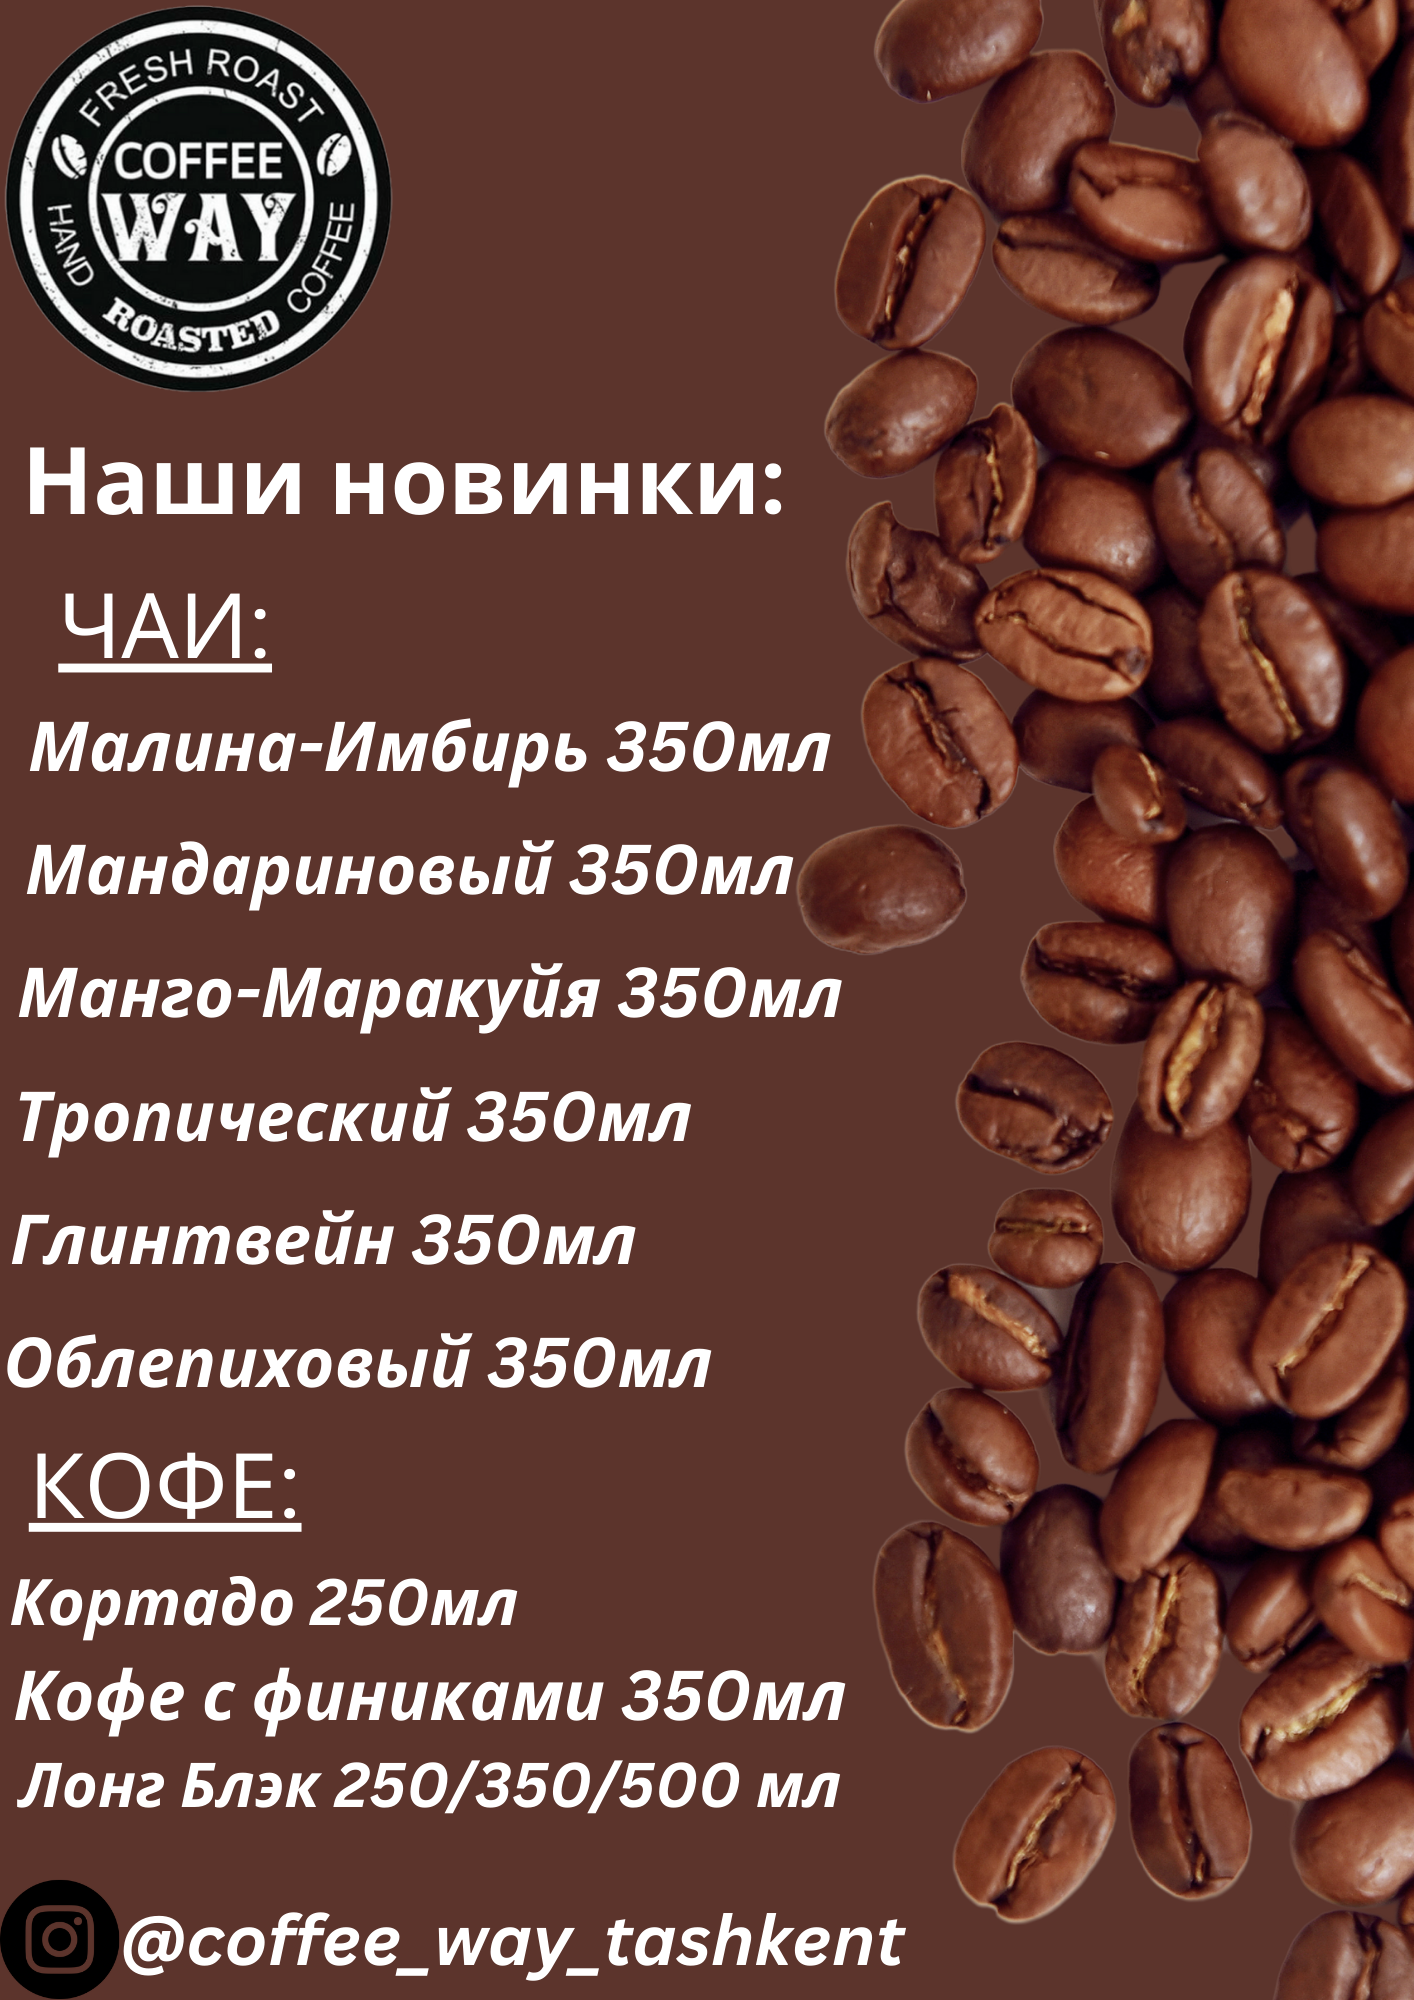 FRESH ROAST
COFFEE
WAY
HAND ROASTED COFFEE
Наши новинки:
ЧАИ:
Малина-Имбирь 350мл
Мандариновый 350мл
Манго-Маракуйя 350мл
Тропический 350мл
Глинтвейн 350мл
Облепиховый 350мл
КОФЕ:
Кортадо 250мл
Кофе с финиками 350мл
Лонг Блэк 250/350/500 мл
@coffee_way_tashkent